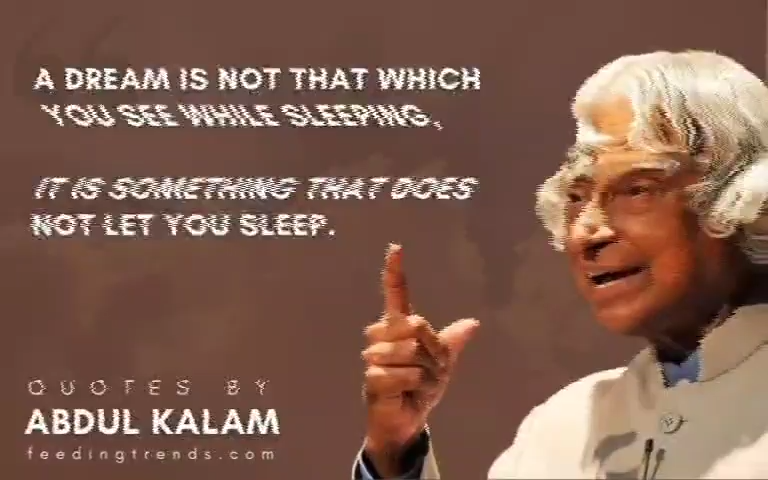 A DREAM IS NOT THAT WHICH
YOU SEE WHILE SLEEPING,
IT IS SOMETHING THAT DOES
NOT LET YOU SLEEP.
QUOTES BY
ABDUL KALAM
feedingtrends.com